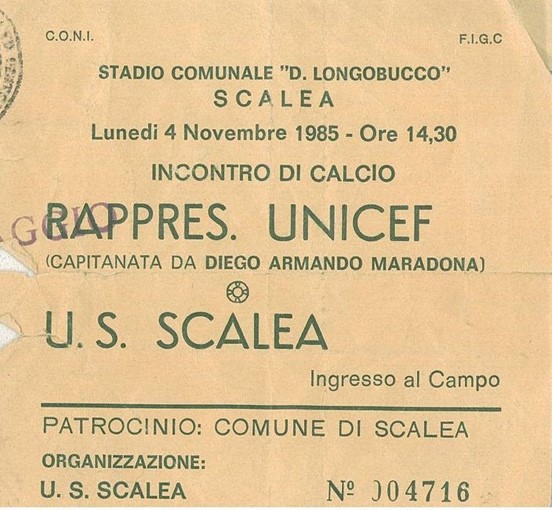 C.O.N.I. F.I.G.C
STADIO COMUNALE "D. LONGOBUCCO"
SCALEA
Lunedi 4 Novembre 1985 - Ore 14,30
INCONTRO DI CALCIO
RAPPRES. UNICEF
GGIO
(CAPITANATA DA DIEGO ARMANDO MARADONA)
U.S. SCALEA
Ingresso al Campo
PATROCINIO: COMUNE DI SCALEA
ORGANIZZAZIONE:
U.S. SCALEA Nº 004716